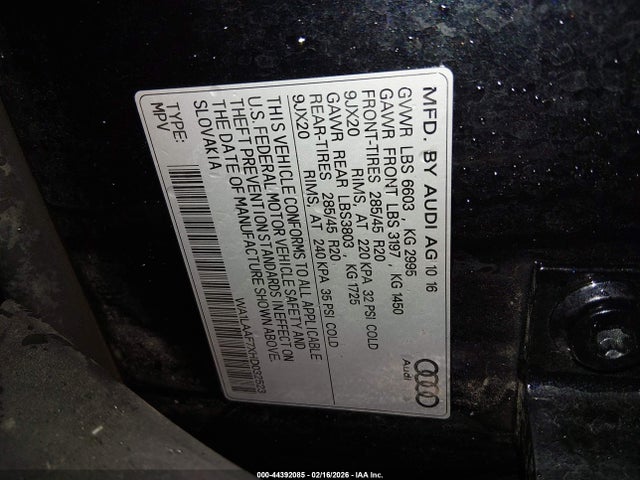 MFD. BY AUDI AG 10 16
GVWR LBS 6603, KG 2995
GAWR FRONT LBS 3197, KG 1450
FRONT-TIRES 285/45 R20
9JX20 RIMS, AT 220 KPA 32 PSI COLD
GAWR REAR LBS3803, KG 1725
REAR-TIRES 285/45 R20
9JX20 RIMS, AT 240 KPA 35 PSI COLD
THIS VEHICLE CONFORMS TO ALL APPLICABLE
U.S. FEDERAL MOTOR VEHICLE SAFETY AND
THEFT PREVENTION STANDARDS IN EFFECT ON
THE DATE OF MANUFACTURE SHOWN ABOVE.
SLOVAKIA WA1LAAF7XHD037523
TYPE:
MPV
Audi
000-44392085 - 02/16/2026 - IAA Inc.